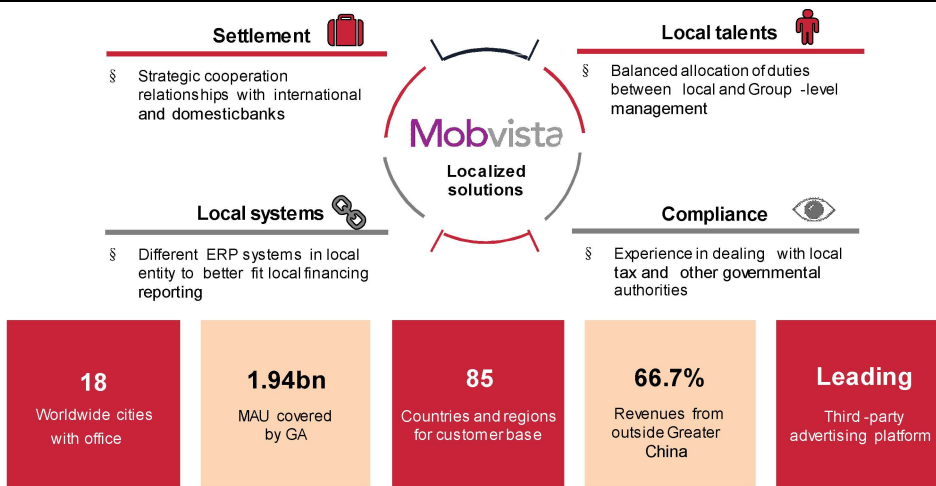 Settlement
§ Strategic cooperation
relationships with international
and domesticbanks
Local talents
§ Balanced allocation of duties
between local and Group -level
management
Mobvista
Localized
solutions
Local systems
§ Different ERP systems in local
entity to better fit local financing
reporting
Compliance
§ Experience in dealing with local
tax and other governmental
authorities
18
Worldwide cities
with office
1.94bn
MAU covered
by GA
85
Countries and regions
for customer base
66.7%
Revenues from
outside Greater
China
Leading
Third -party
advertising platform